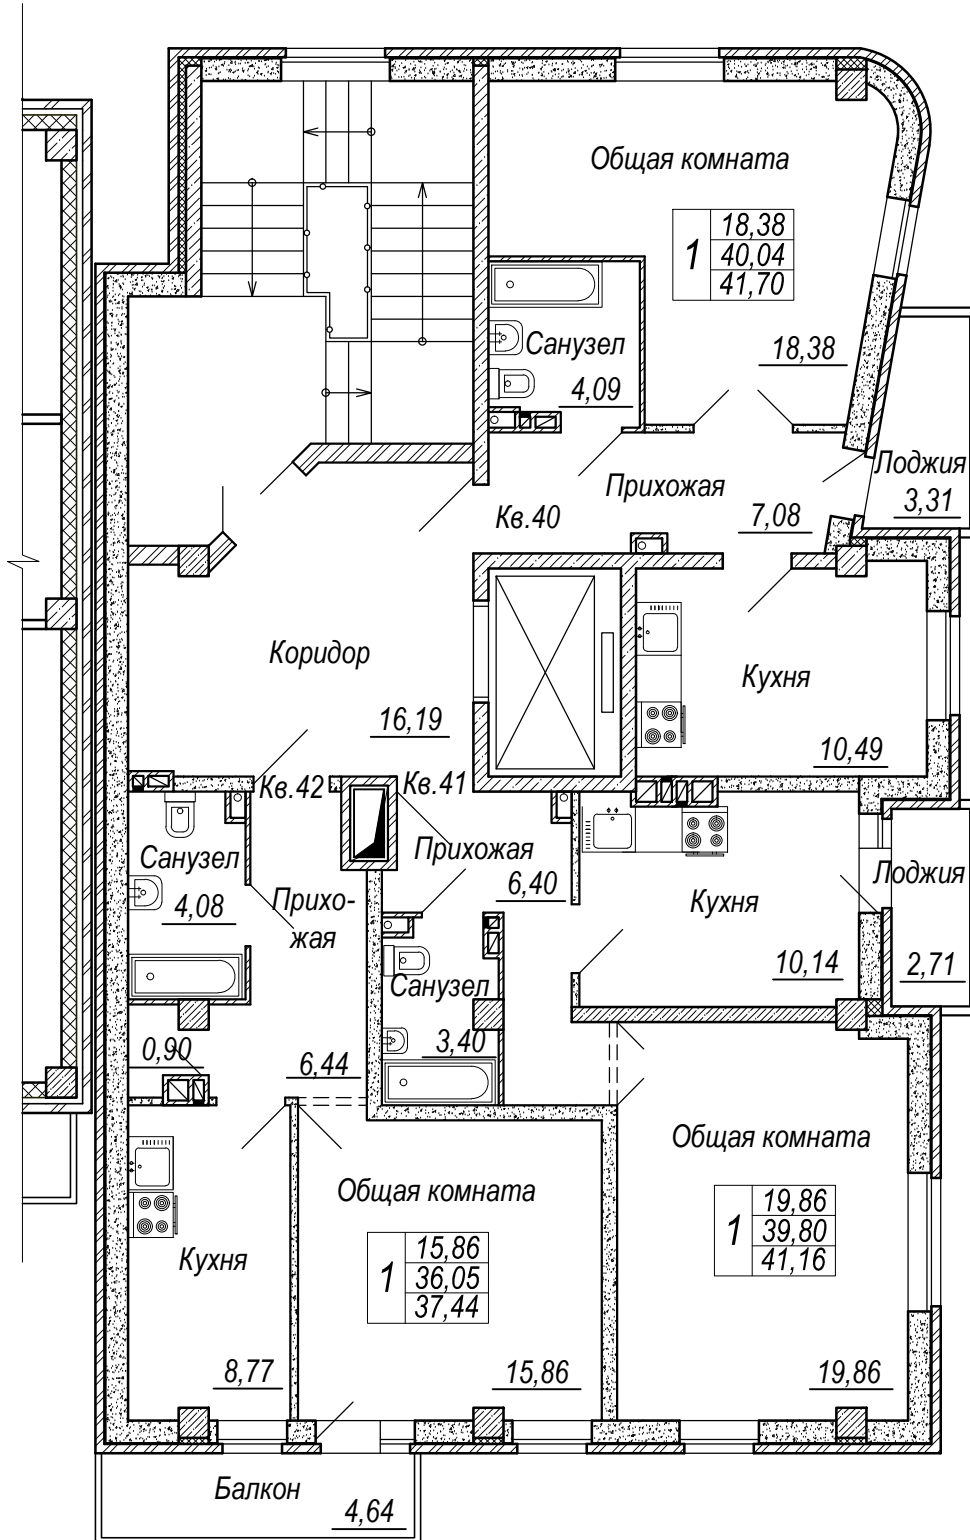 Общая комната
1
18,38
40,04
41,70
Санузел
4,09
18,38
Лоджия
3,31
Прихожая
7,08
Кв.40
Коридор
16,19
Кухня
10,49
Кв.42
Кв.41
Санузел
4,08
Прихо-
жая
Прихожая
6,40
Кухня
10,14
Лоджия
2,71
Санузел
3,40
0,90
6,44
Общая комната
1
19,86
39,80
41,16
19,86
Общая комната
1
15,86
36,05
37,44
15,86
Кухня
8,77
Балкон
4,64